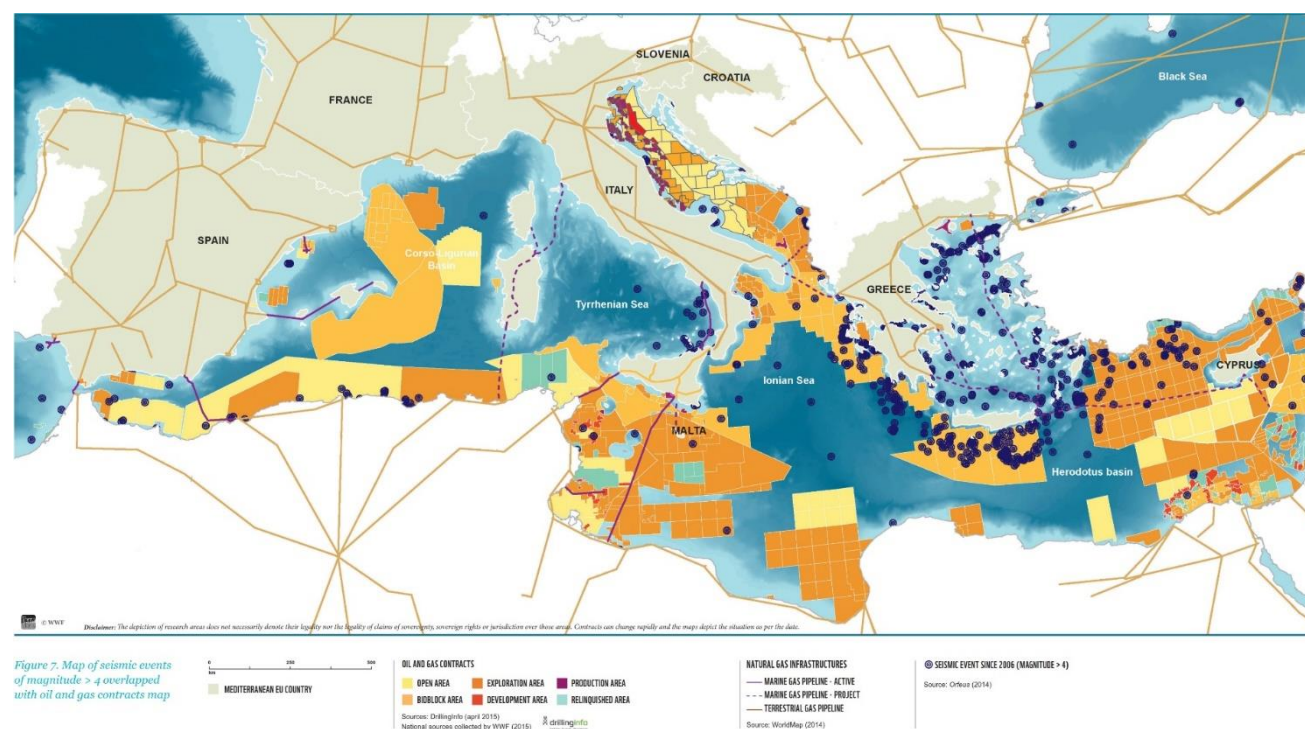 SLOVENIA
CROATIA
Black Sea
FRANCE
ITALY
SPAIN
Corso-Ligurian
Basin
Tyrrhenian Sea
GREECE
CYPRUS
Ionian Sea
MALTA
Herodotus basin
© WWF
Disclaimer: The depiction of research areas does not necessarily denote their legality nor the legality of claims of sovereignty, sovereign rights or jurisdiction over those areas. Contracts can change rapidly and the maps depict the situation as per the date.
Figure 7. Map of seismic events
of magnitude > 4 overlapped
with oil and gas contracts map
0 250 500
km
MEDITERRANEAN EU COUNTRY
OIL AND GAS CONTRACTS
OPEN AREA EXPLORATION AREA PRODUCTION AREA
BIDBLOCK AREA DEVELOPMENT AREA RELINQUISHED AREA
Sources: DrillingInfo (april 2015)
National sources collected by WWF (2015)
drillinginfo
NATURAL GAS INFRASTRUCTURES
MARINE GAS PIPELINE - ACTIVE
MARINE GAS PIPELINE - PROJECT
TERRESTRIAL GAS PIPELINE
Source: WorldMap (2014)
SEISMIC EVENT SINCE 2006 (MAGNITUDE > 4)
Source: Orfeus (2014)